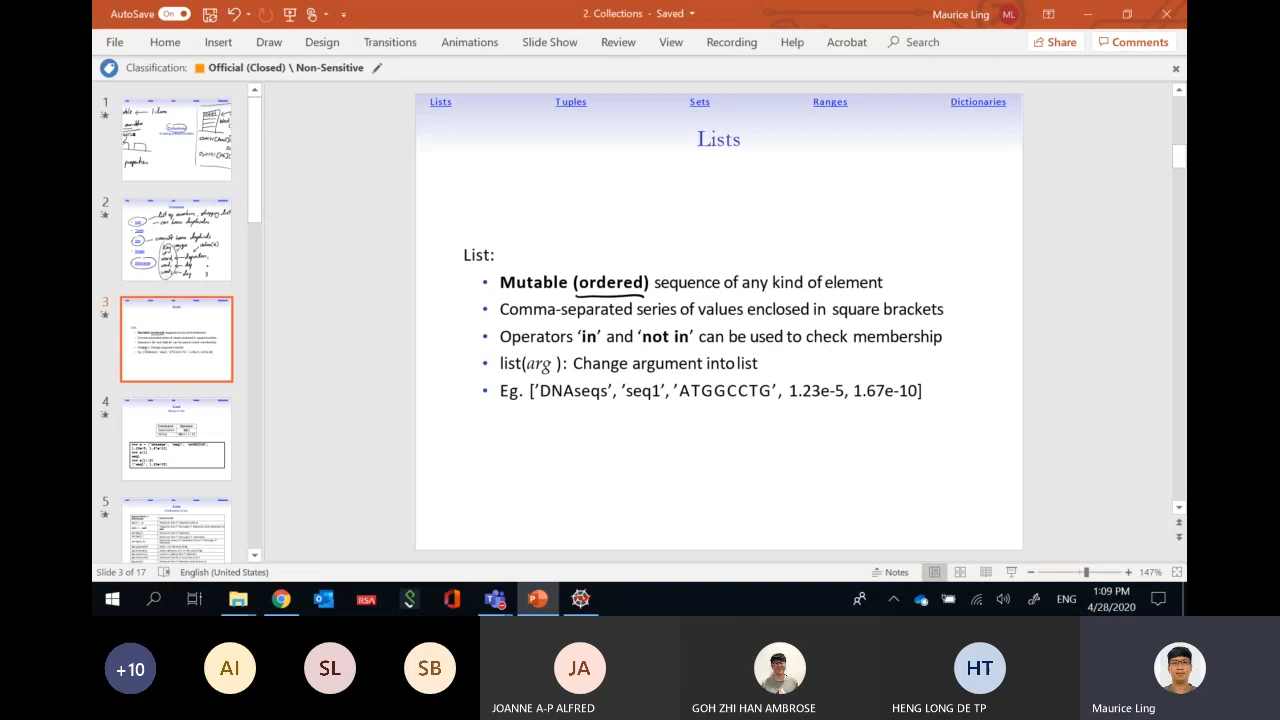 AutoSave On
2. Collections - Saved
Maurice Ling ML
File Home Insert Draw Design Transitions Animations Slide Show Review View Recording Help Acrobat Search Share Comments
Classification: Official (Closed) \ Non-Sensitive
1
2
3
4
5
Lists Tuples Sets Ranges Dictionaries
Lists
List:
• Mutable (ordered) sequence of any kind of element
• Comma-separated series of values enclosed in square brackets
• Operators 'in' and 'not in' can be used to check membership
• list(arg ): Change argument into list
• Eg. ['DNAseqs', 'seq1', 'ATGGCCTG', 1.23e-5, 1.67e-10]
Slide 3 of 17 English (United States) Notes 147%
RSA
ENG
1:09 PM
4/28/2020
+10 AI SL SB JA HT
JOANNE A-P ALFRED GOH ZHI HAN AMBROSE HENG LONG DE TP Maurice Ling